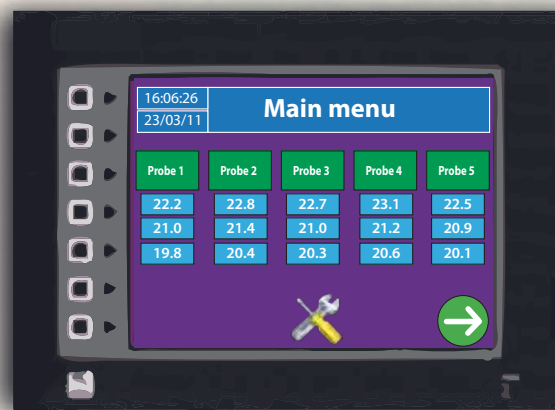 16:06:26
Main menu
23/03/11
Probe 1 Probe 2 Probe 3 Probe 4 Probe 5
22.2 22.8 22.7 23.1 22.5
21.0 21.4 21.0 21.2 20.9
19.8 20.4 20.3 20.6 20.1